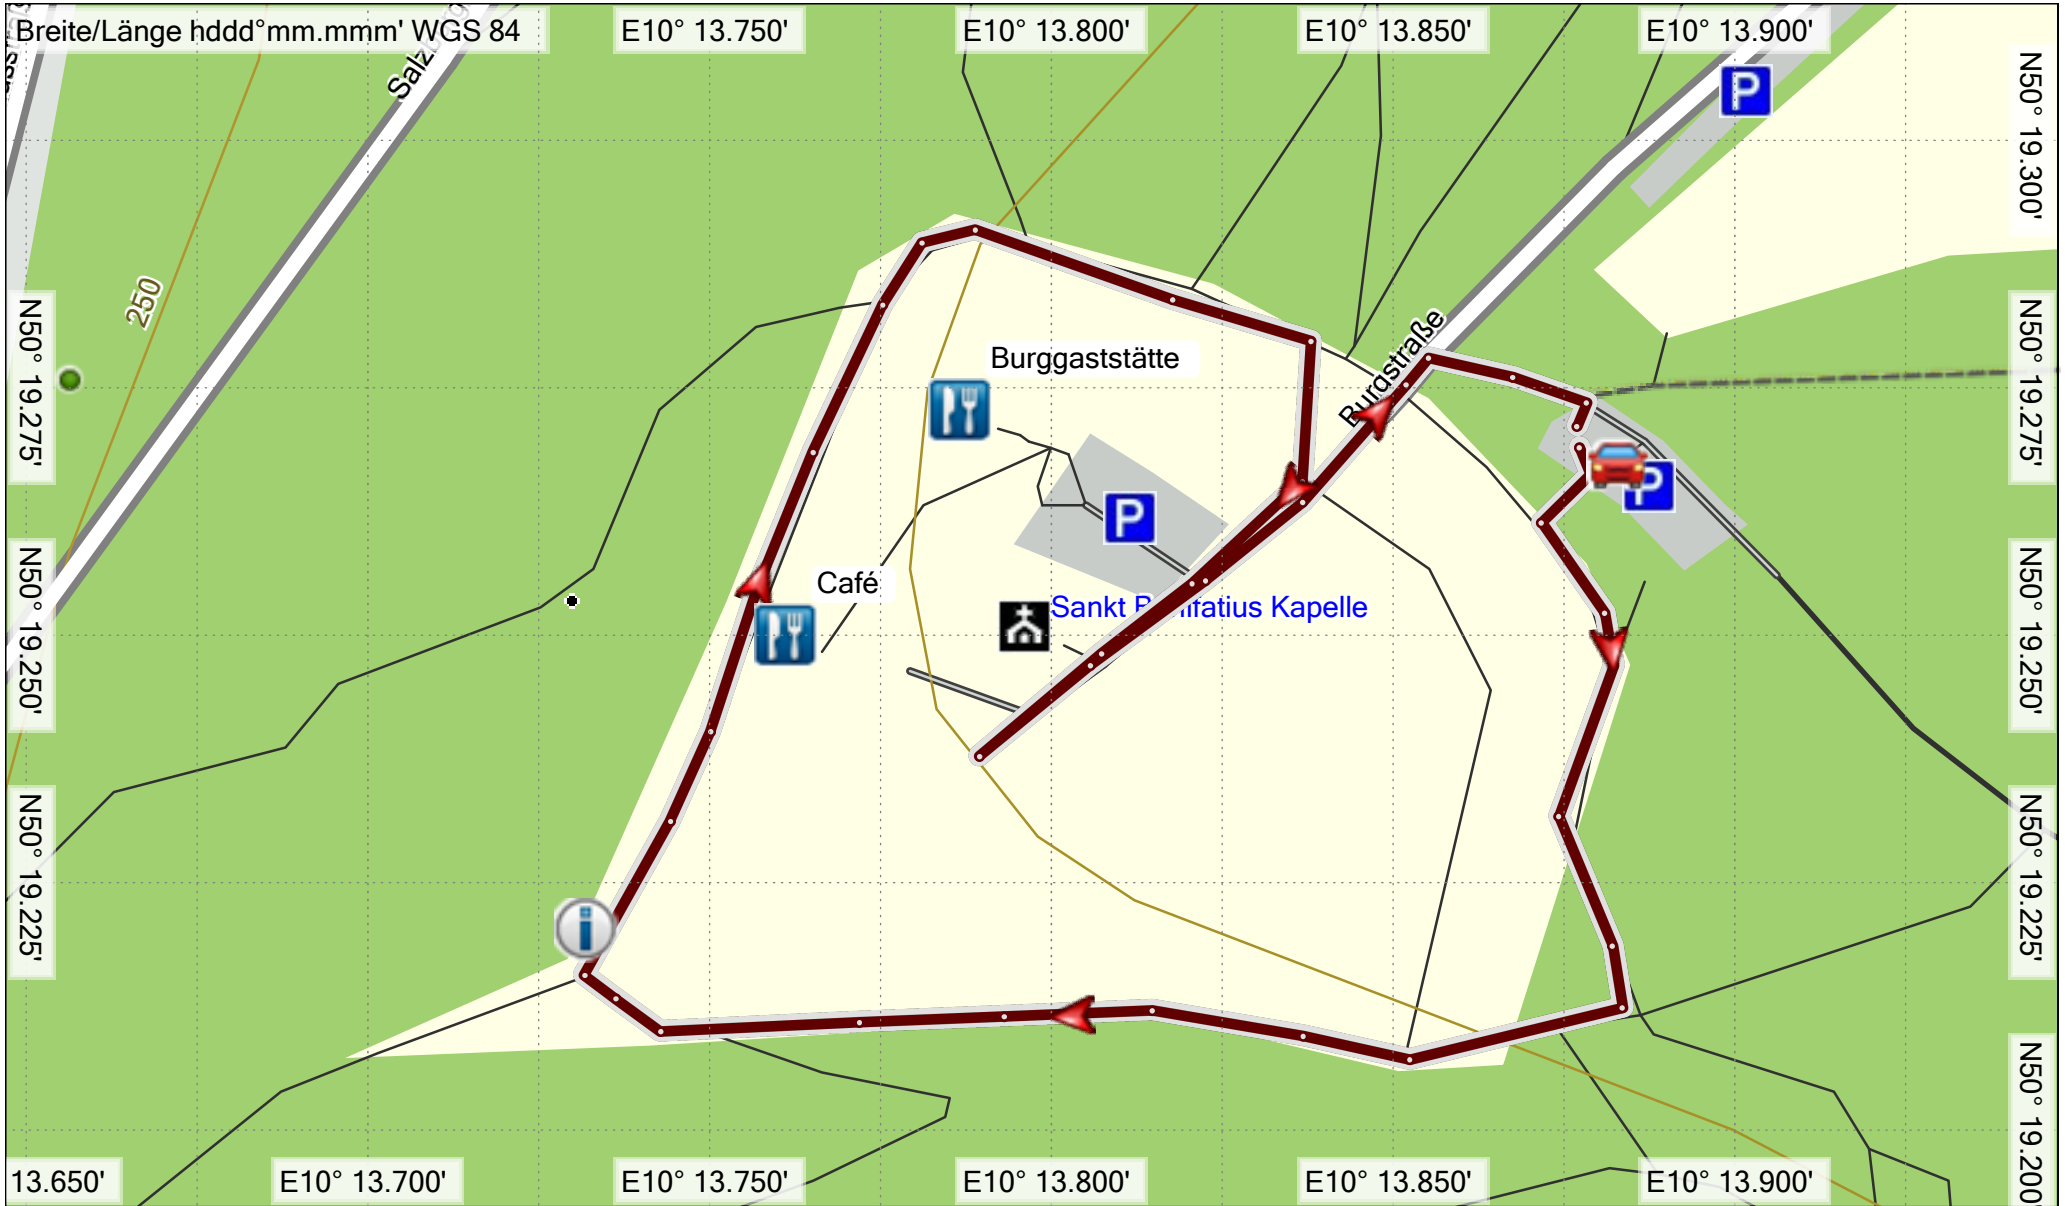 Breite/Länge hddd°mm.mmm' WGS 84
E10° 13.750'
E10° 13.800'
E10° 13.850'
E10° 13.900'
P
N50° 19.300'
250
N50° 19.275'
Burgstraße
N50° 19.275'
Burggaststätte
P
P
N50° 19.250'
Café
Sankt Bonifatius Kapelle
N50° 19.250'
N50° 19.225'
i
N50° 19.225'
N50° 19.200'
13.650'
E10° 13.700'
E10° 13.750'
E10° 13.800'
E10° 13.850'
E10° 13.900'